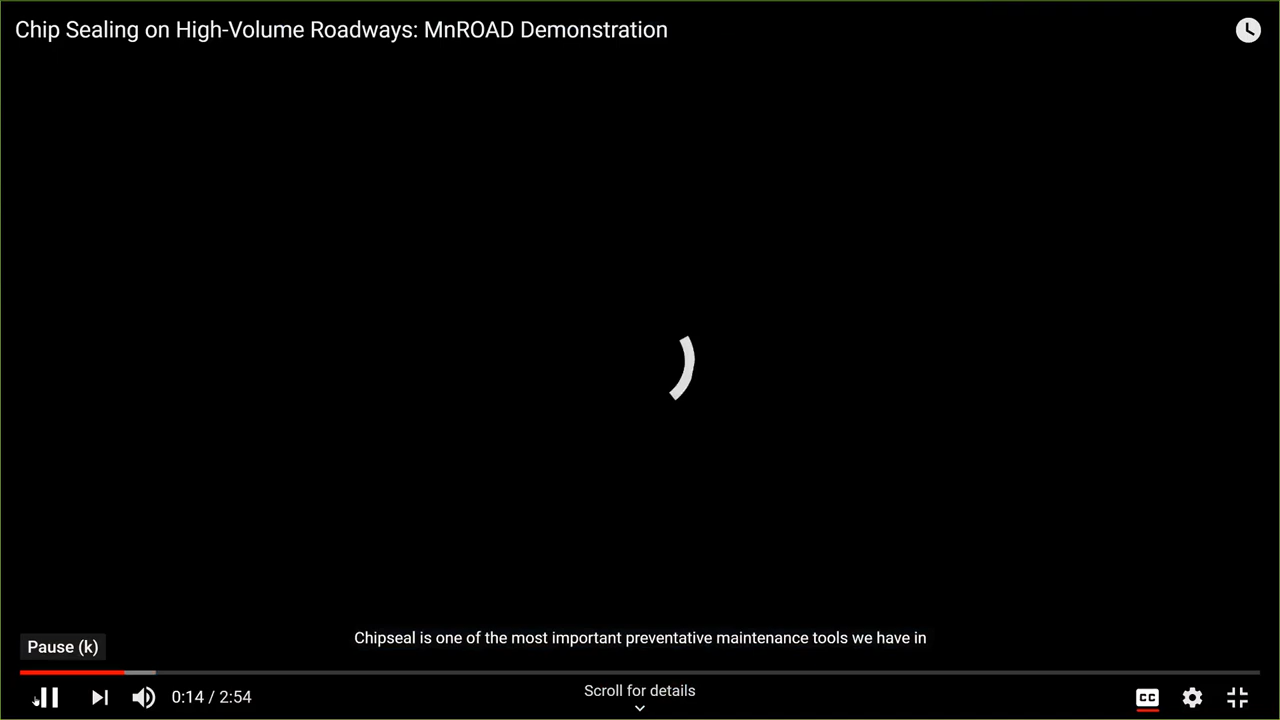 Chip Sealing on High-Volume Roadways: MnROAD Demonstration
Chipseal is one of the most important preventative maintenance tools we have in
Pause (k)
0:14 / 2:54
Scroll for details
CC